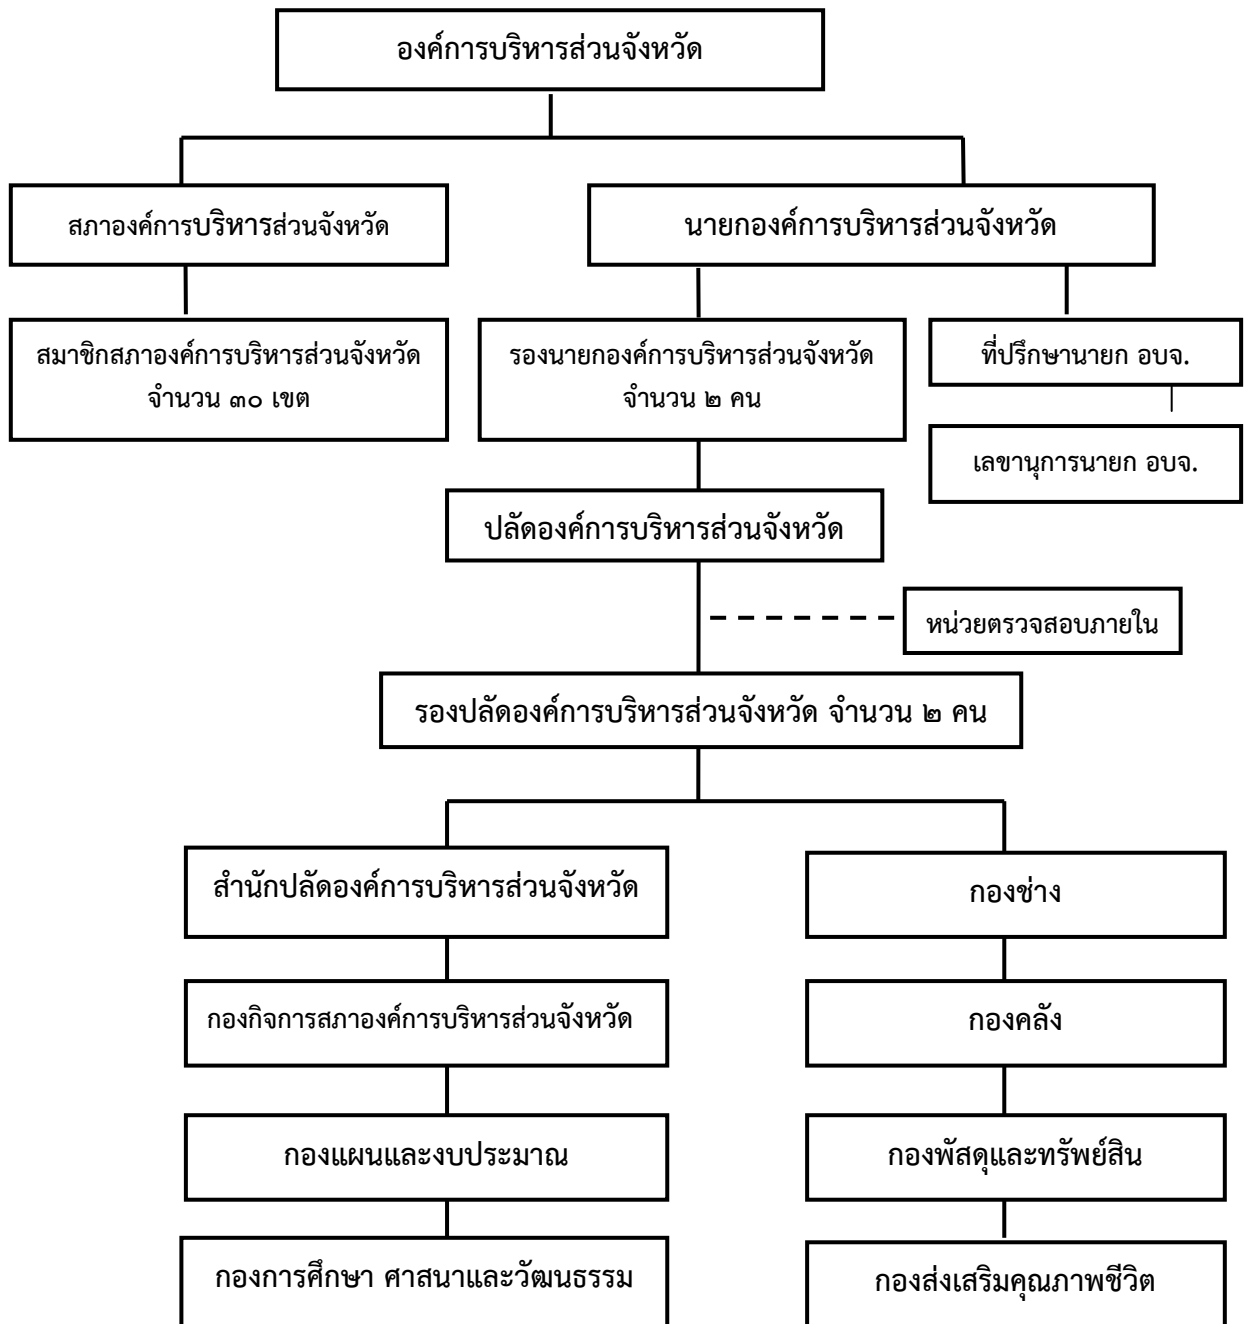 องค์การบริหารส่วนจังหวัด
สภาองค์การบริหารส่วนจังหวัด
นายกองค์การบริหารส่วนจังหวัด
สมาชิกสภาองค์การบริหารส่วนจังหวัด
จำนวน ๓๐ เขต
รองนายกองค์การบริหารส่วนจังหวัด
จำนวน ๒ คน
ที่ปรึกษานายก อบจ.
เลขานุการนายก อบจ.
ปลัดองค์การบริหารส่วนจังหวัด
หน่วยตรวจสอบภายใน
รองปลัดองค์การบริหารส่วนจังหวัด จำนวน ๒ คน
สำนักปลัดองค์การบริหารส่วนจังหวัด
กองช่าง
กองกิจการสภาองค์การบริหารส่วนจังหวัด
กองคลัง
กองแผนและงบประมาณ
กองพัสดุและทรัพย์สิน
กองการศึกษา ศาสนาและวัฒนธรรม
กองส่งเสริมคุณภาพชีวิต